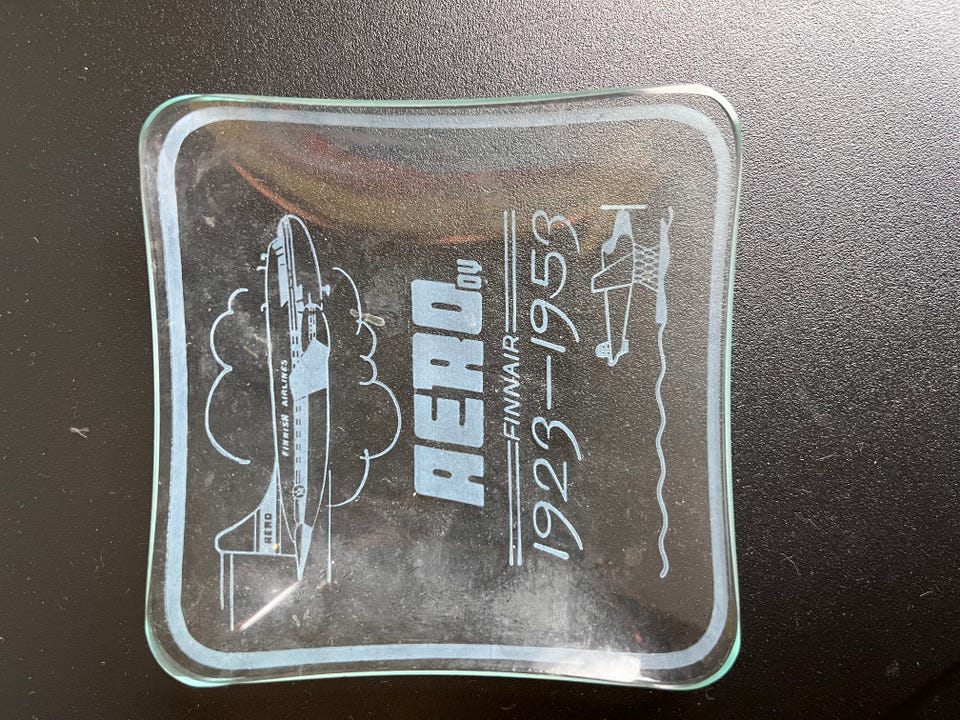 FINNISH AIRLINES
AERO
AERO OY
FINNAIR
1923—1953